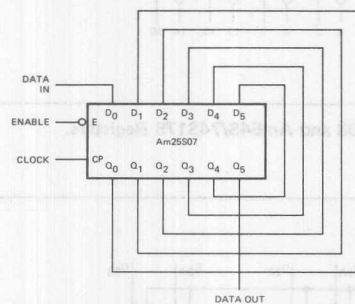 DATA
IN
D0 D1 D2 D3 D4 D5
ENABLE E
Am25S07
CLOCK CP
Q0 Q1 Q2 Q3 Q4 Q5
DATA OUT